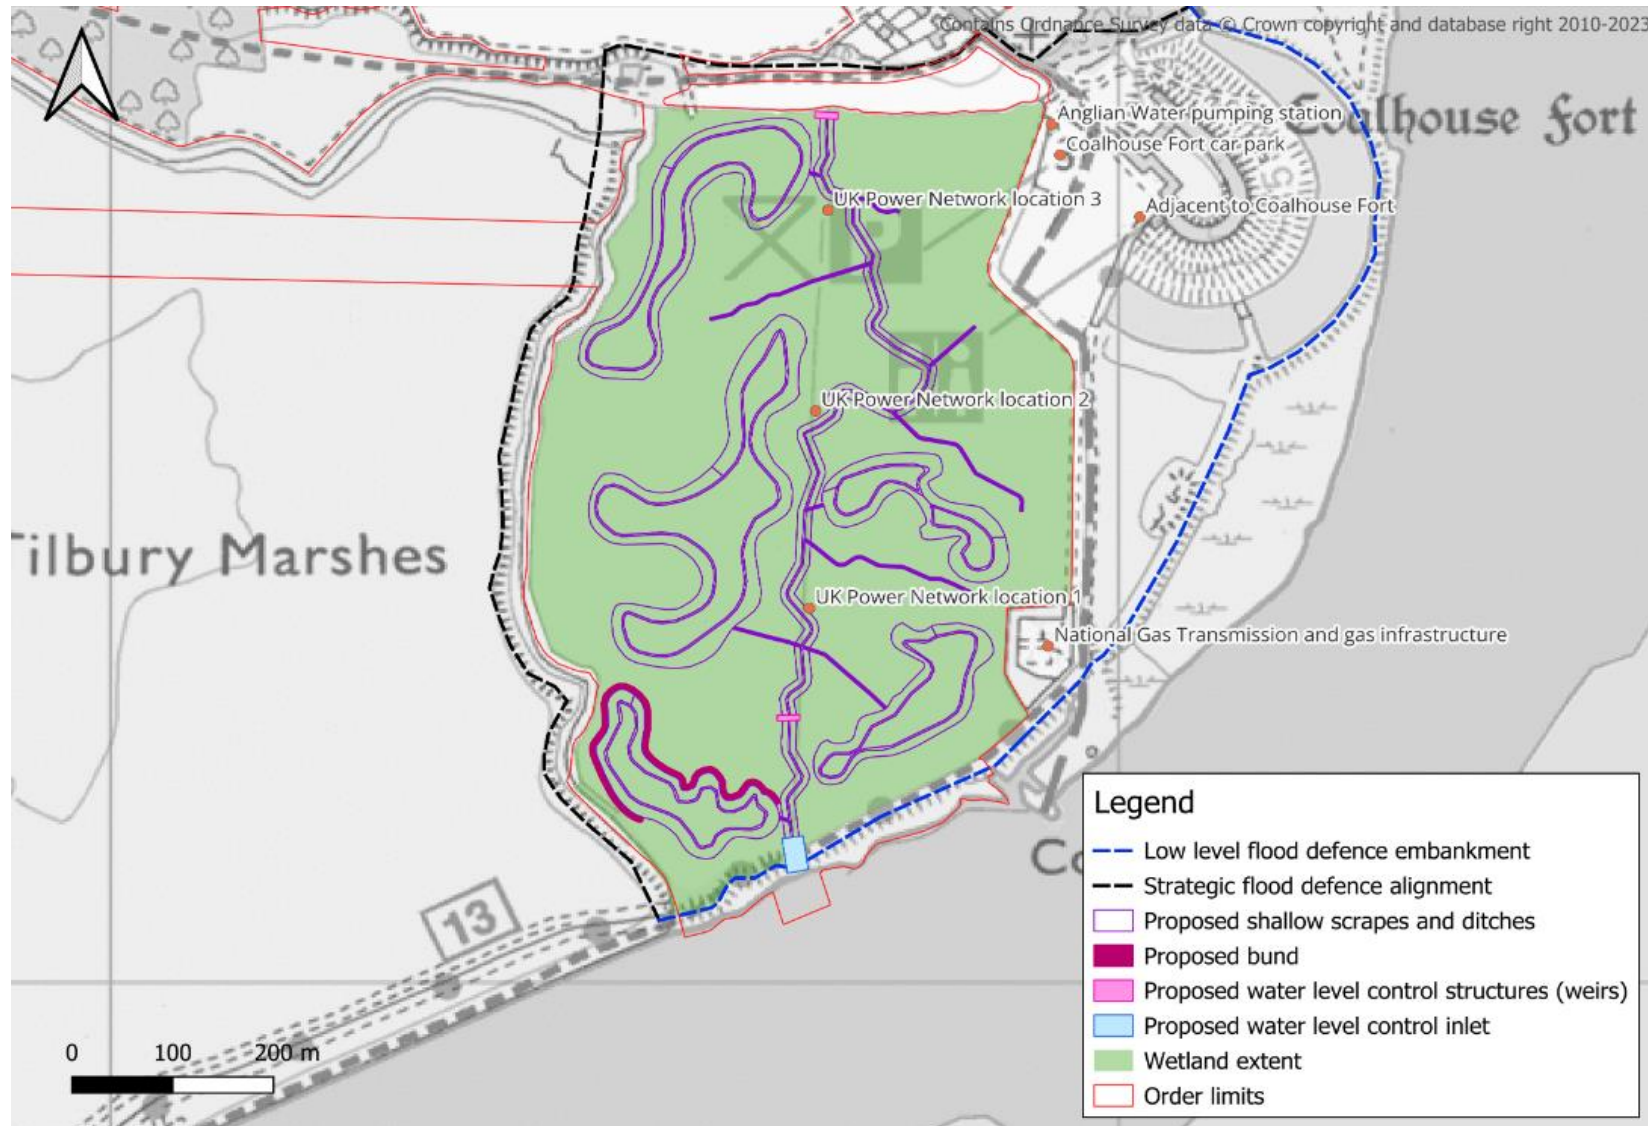 Contains Ordnance Survey data © Crown copyright and database right 2010-2023
Coalhouse Fort
Anglian Water pumping station
Coalhouse Fort car park
UK Power Network location 3
Adjacent to Coalhouse Fort
UK Power Network location 2
Tilbury Marshes
UK Power Network location 1
National Gas Transmission and gas infrastructure
Co
13
0 100 200 m
Legend
Low level flood defence embankment
Strategic flood defence alignment
Proposed shallow scrapes and ditches
Proposed bund
Proposed water level control structures (weirs)
Proposed water level control inlet
Wetland extent
Order limits